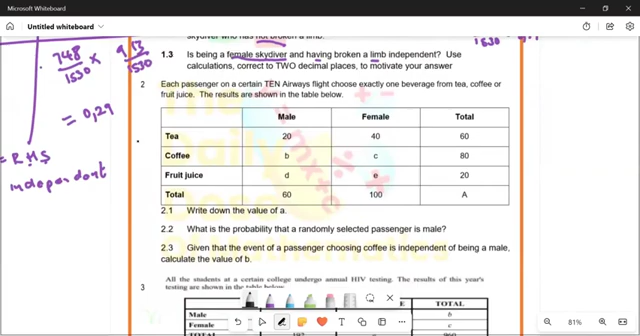 Microsoft Whiteboard
Untitled whiteboard
skydiver who has not broken a limb.
1530
748/1530 × 913/1530
= 0,29
= RHS
independent
1.3 Is being a female skydiver and having broken a limb independent? Use
calculations, correct to TWO decimal places, to motivate your answer
2 Each passenger on a certain TEN Airways flight choose exactly one beverage from tea, coffee or
fruit juice. The results are shown in the table below.
Male Female Total
Tea 20 40 60
Coffee b c 80
Fruit juice d e 20
Total 60 100 A
2.1 Write down the value of a.
2.2 What is the probability that a randomly selected passenger is male?
2.3 Given that the event of a passenger choosing coffee is independent of being a male,
calculate the value of b.
3 All the students at a certain college undergo annual HIV testing. The results of this year's
testing are shown in the table below
E TOTAL
Male b
Female c
TOTAL 192 960
81%